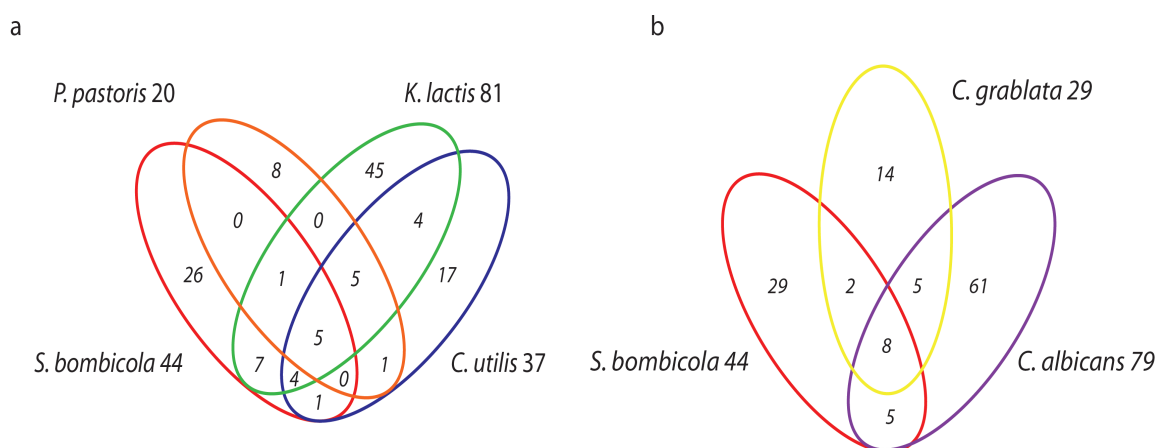 a
b
P. pastoris 20
K. lactis 81
C. grablata 29
8
45
14
0
0
4
26
1
5
17
29
2
5
61
5
8
S. bombicola 44
7
4
0
1
C. utilis 37
S. bombicola 44
C. albicans 79
1
5